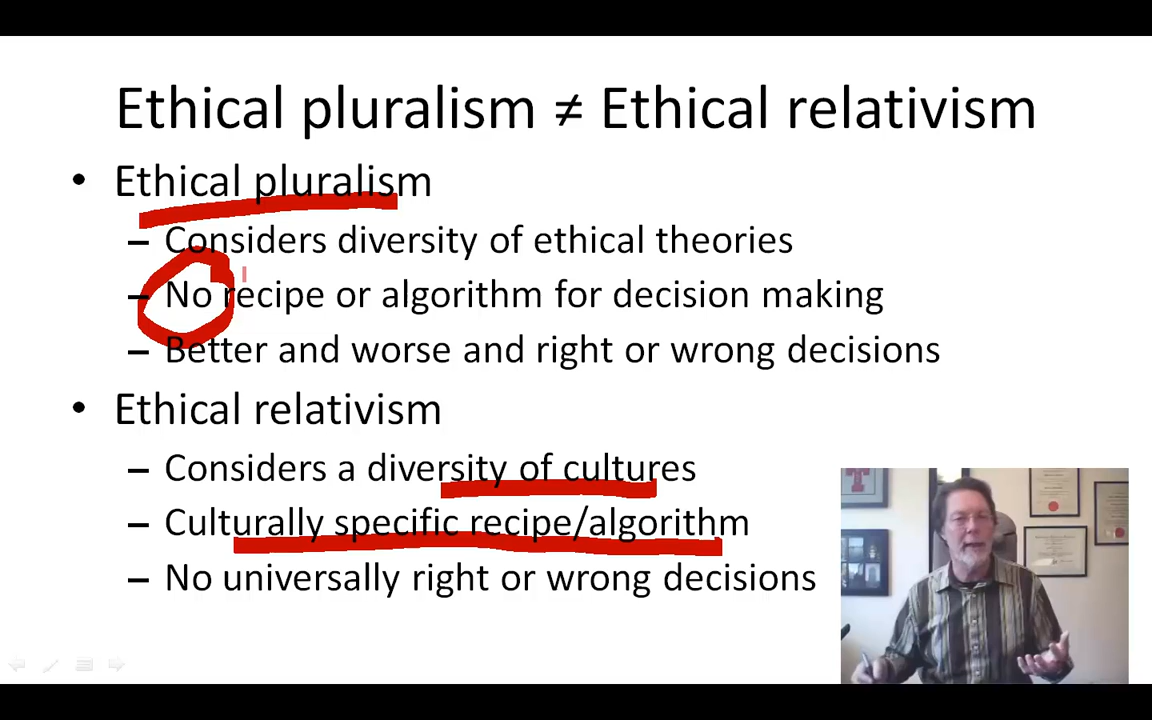 Ethical pluralism ≠ Ethical relativism
• Ethical pluralism
– Considers diversity of ethical theories
– No recipe or algorithm for decision making
– Better and worse and right or wrong decisions
• Ethical relativism
– Considers a diversity of cultures
– Culturally specific recipe/algorithm
– No universally right or wrong decisions